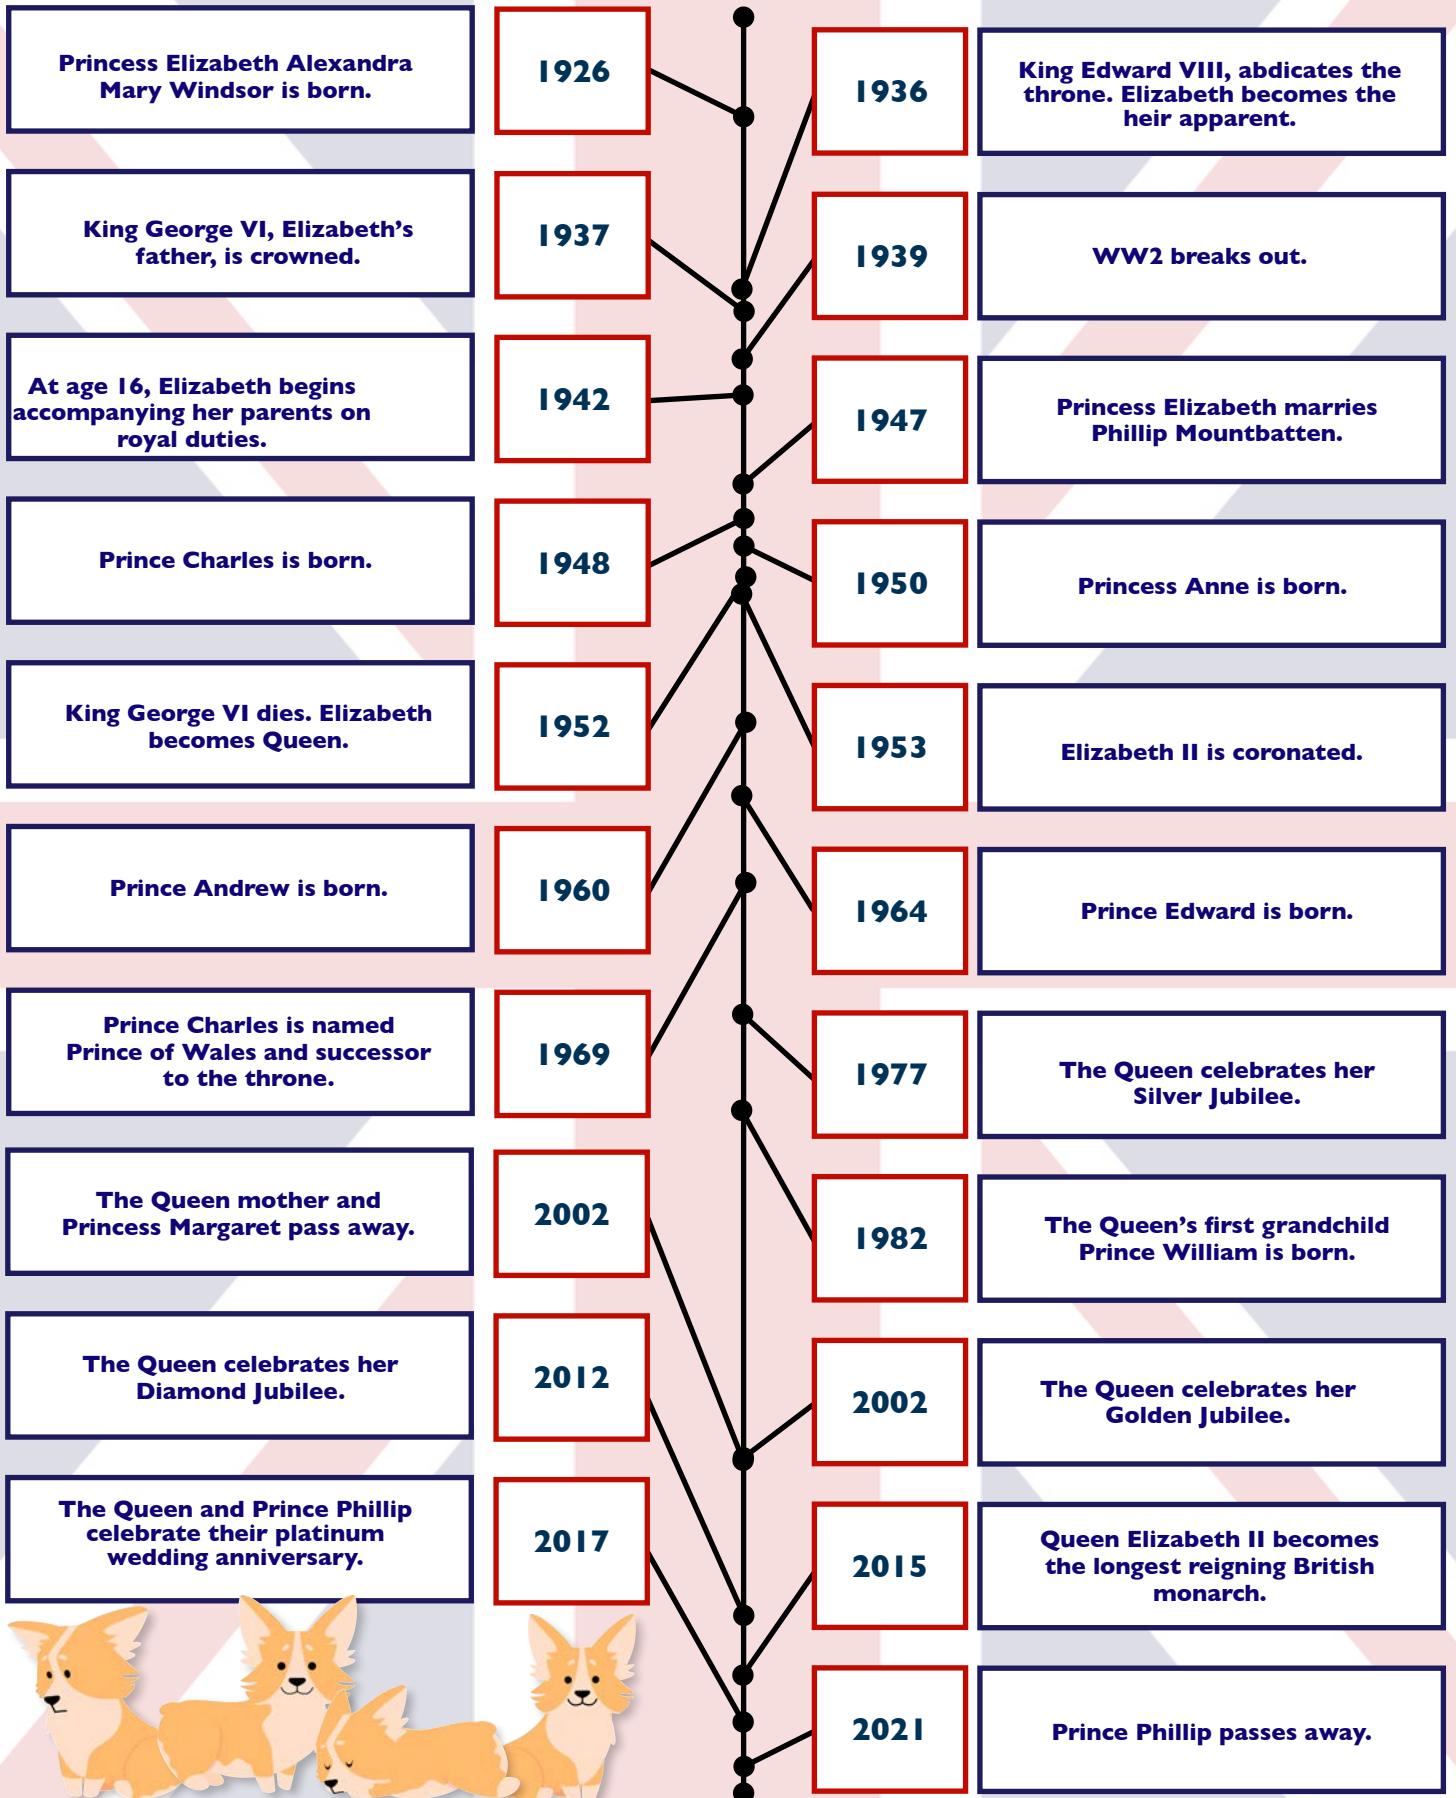 Princess Elizabeth Alexandra
Mary Windsor is born.
1926
1936
King Edward VIII, abdicates the
throne. Elizabeth becomes the
heir apparent.
King George VI, Elizabeth’s
father, is crowned.
1937
1939
WW2 breaks out.
At age 16, Elizabeth begins
accompanying her parents on
royal duties.
1942
1947
Princess Elizabeth marries
Phillip Mountbatten.
Prince Charles is born.
1948
1950
Princess Anne is born.
King George VI dies. Elizabeth
becomes Queen.
1952
1953
Elizabeth II is coronated.
Prince Andrew is born.
1960
1964
Prince Edward is born.
Prince Charles is named
Prince of Wales and successor
to the throne.
1969
1977
The Queen celebrates her
Silver Jubilee.
The Queen mother and
Princess Margaret pass away.
2002
1982
The Queen’s first grandchild
Prince William is born.
The Queen celebrates her
Diamond Jubilee.
2012
2002
The Queen celebrates her
Golden Jubilee.
The Queen and Prince Phillip
celebrate their platinum
wedding anniversary.
2017
2015
Queen Elizabeth II becomes
the longest reigning British
monarch.
2021
Prince Phillip passes away.